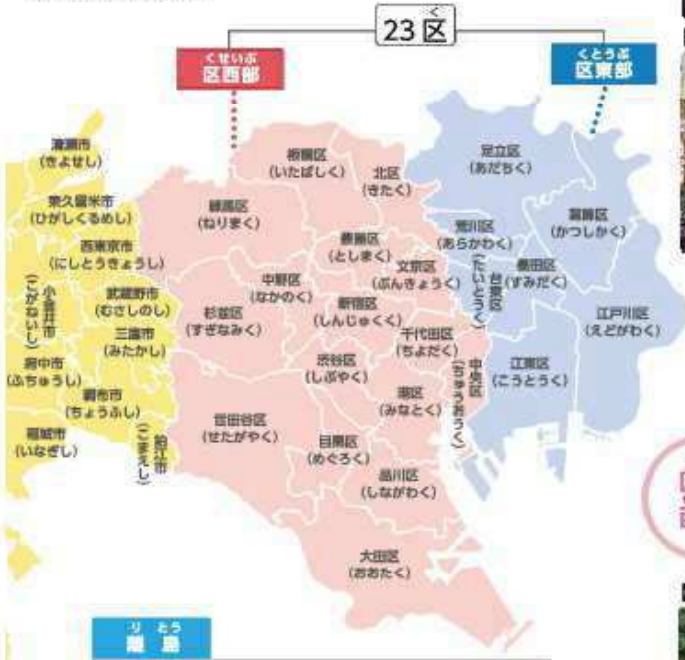 く
23 区
くせいぶ
区西部
くとうぶ
区東部
清瀬市
(きよせし)
東久留米市
(ひがしくるめし)
西東京市
(にしとうきょうし)
小金井市
(こがねいし)
武蔵野市
(むさしのし)
三鷹市
(みたかし)
府中市
(ふちゅうし)
調布市
(ちょうふし)
稲城市
(いなぎし)
狛江市
(こまえし)
板橋区
(いたばしく)
北区
(きたく)
練馬区
(ねりまく)
豊島区
(としまく)
文京区
(ぶんきょうく)
中野区
(なかのく)
新宿区
(しんじゅくく)
杉並区
(すぎなみく)
千代田区
(ちよだく)
渋谷区
(しぶやく)
中央区
(ちゅうおうく)
港区
(みなとく)
世田谷区
(せたがやく)
目黒区
(めぐろく)
品川区
(しながわく)
大田区
(おおたく)
足立区
(あだちく)
葛飾区
(かつしかく)
荒川区
(あらかわく)
台東区
(たいとうく)
墨田区
(すみだく)
江戸川区
(えどがわく)
江東区
(こうとうく)
り とう
離 島